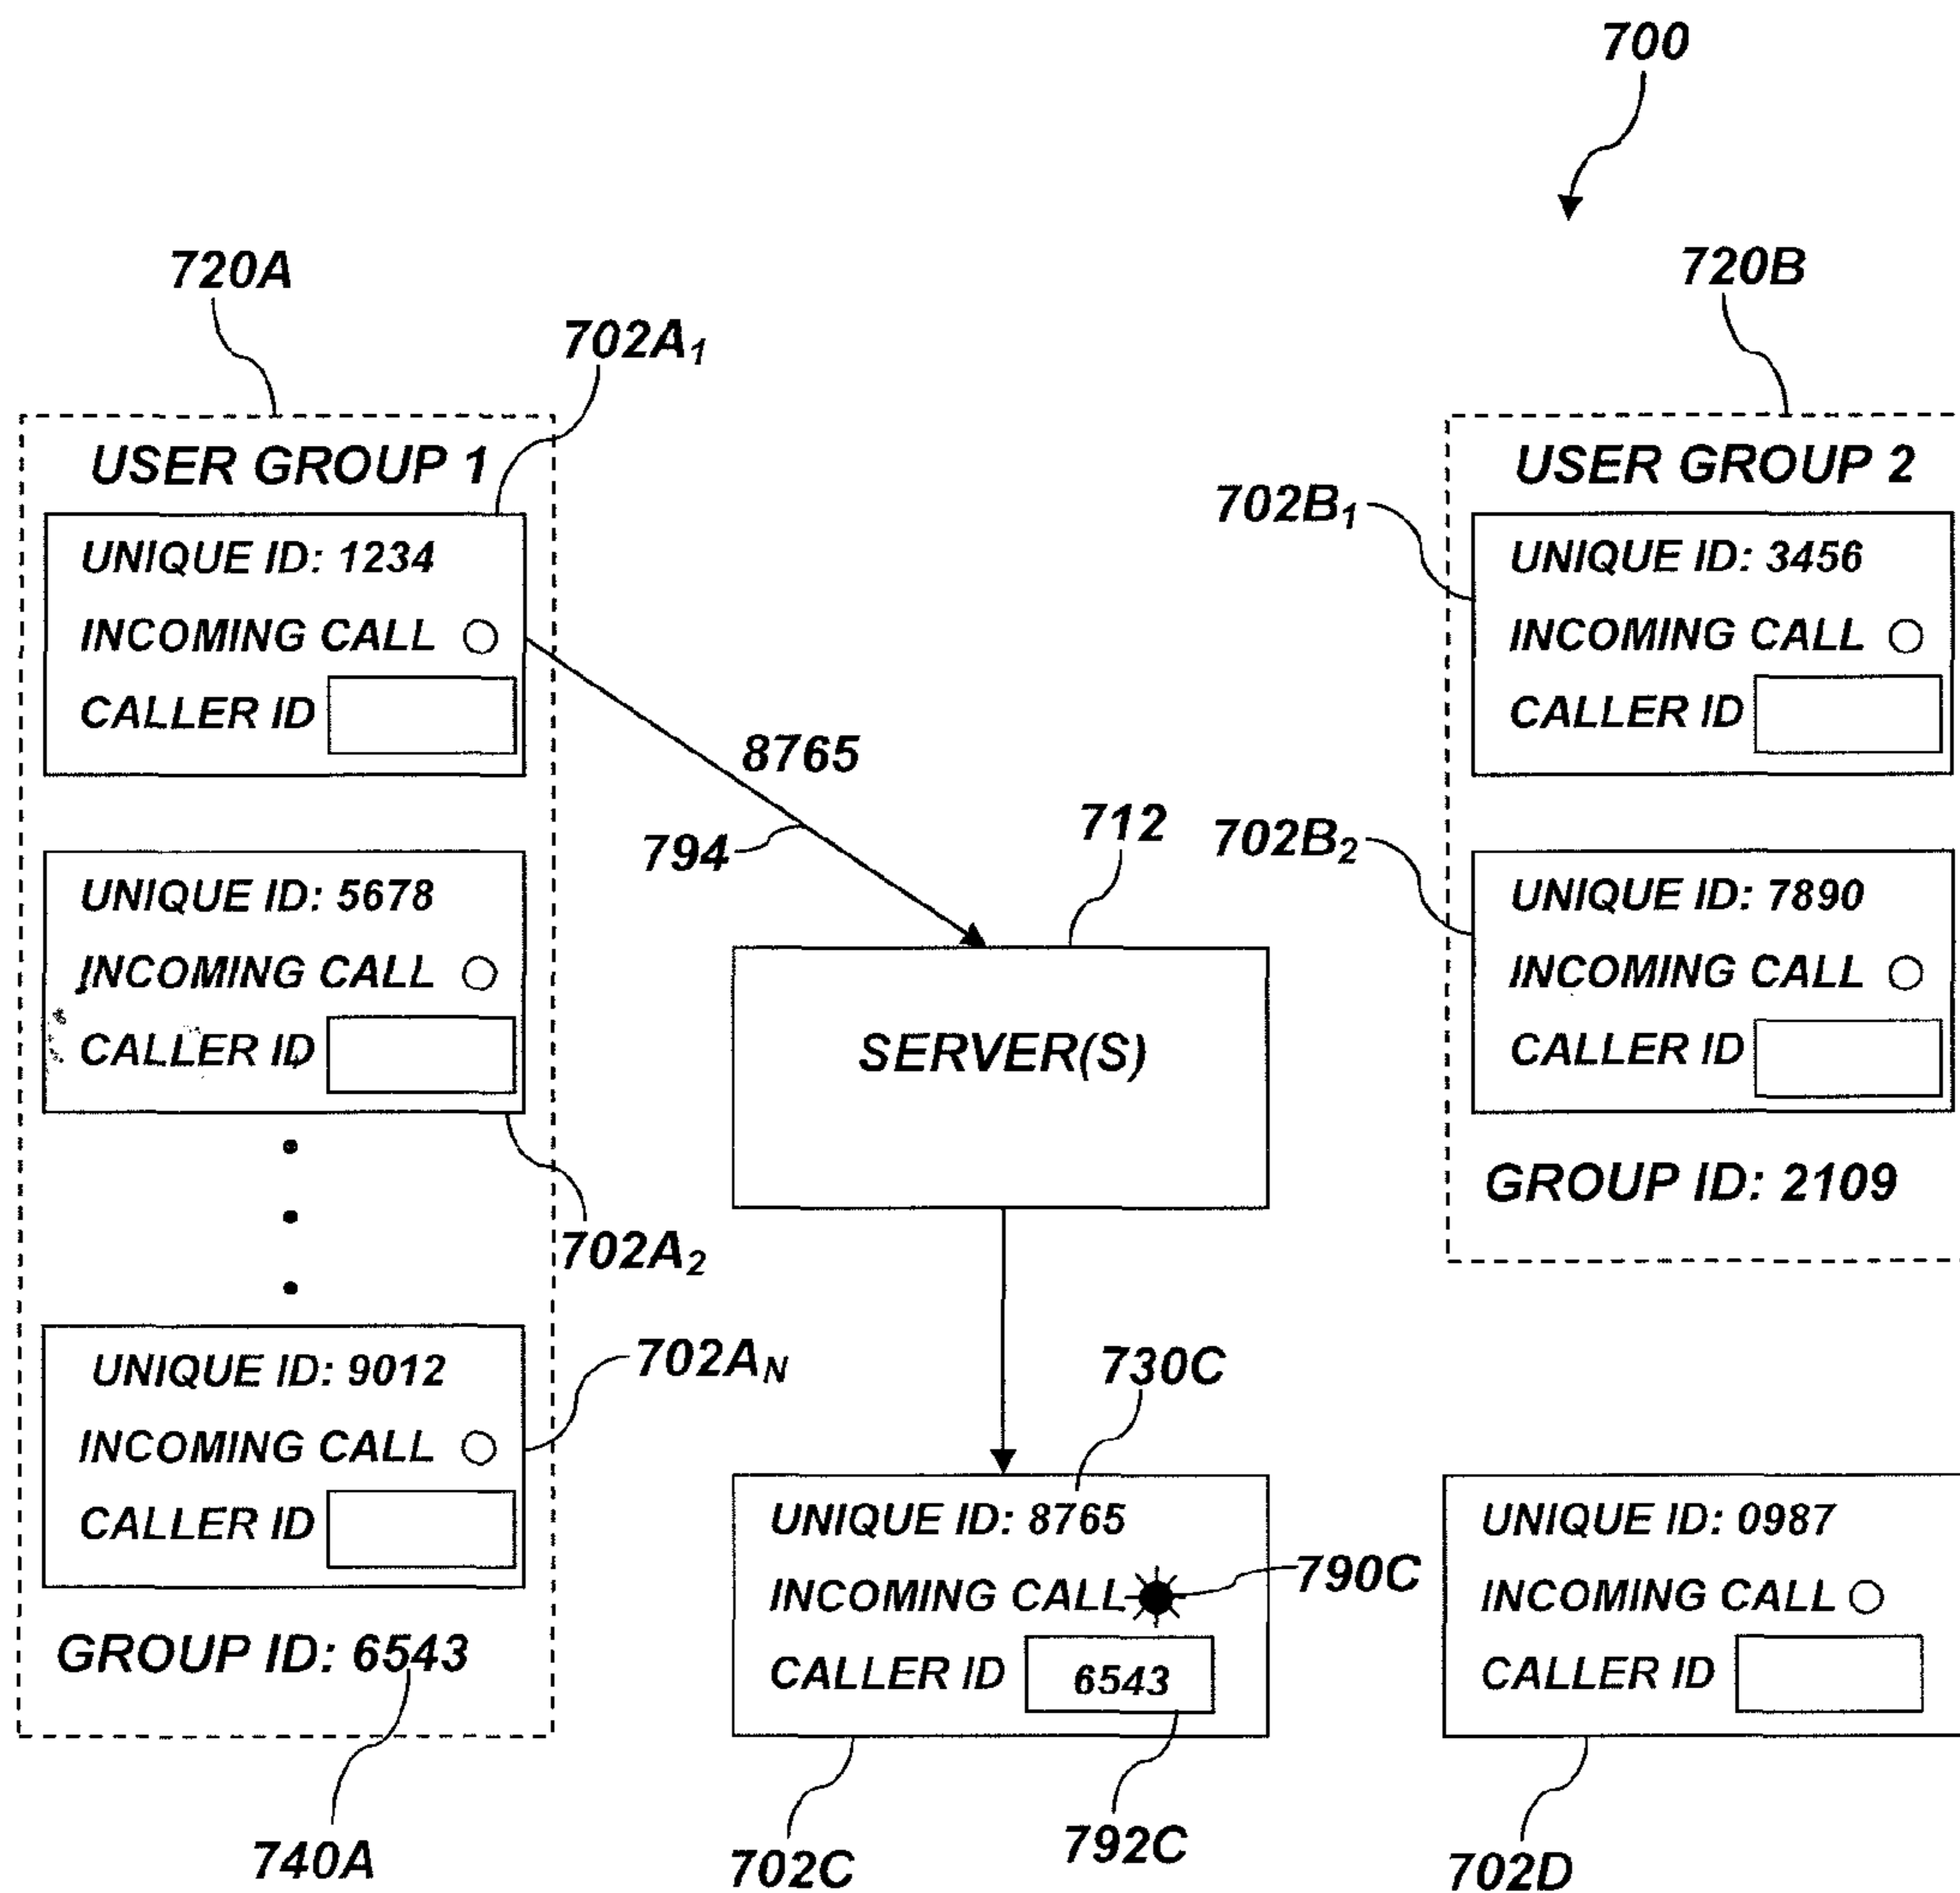 700
720A
720B
702A1
USER GROUP 1
UNIQUE ID: 1234
INCOMING CALL
CALLER ID
UNIQUE ID: 5678
INCOMING CALL
CALLER ID
702A2
UNIQUE ID: 9012
INCOMING CALL
CALLER ID
702AN
GROUP ID: 6543
740A
8765
794
712
SERVER(S)
730C
UNIQUE ID: 8765
INCOMING CALL
790C
CALLER ID 6543
792C
702C
USER GROUP 2
702B1
UNIQUE ID: 3456
INCOMING CALL
CALLER ID
702B2
UNIQUE ID: 7890
INCOMING CALL
CALLER ID
GROUP ID: 2109
UNIQUE ID: 0987
INCOMING CALL
CALLER ID
702D